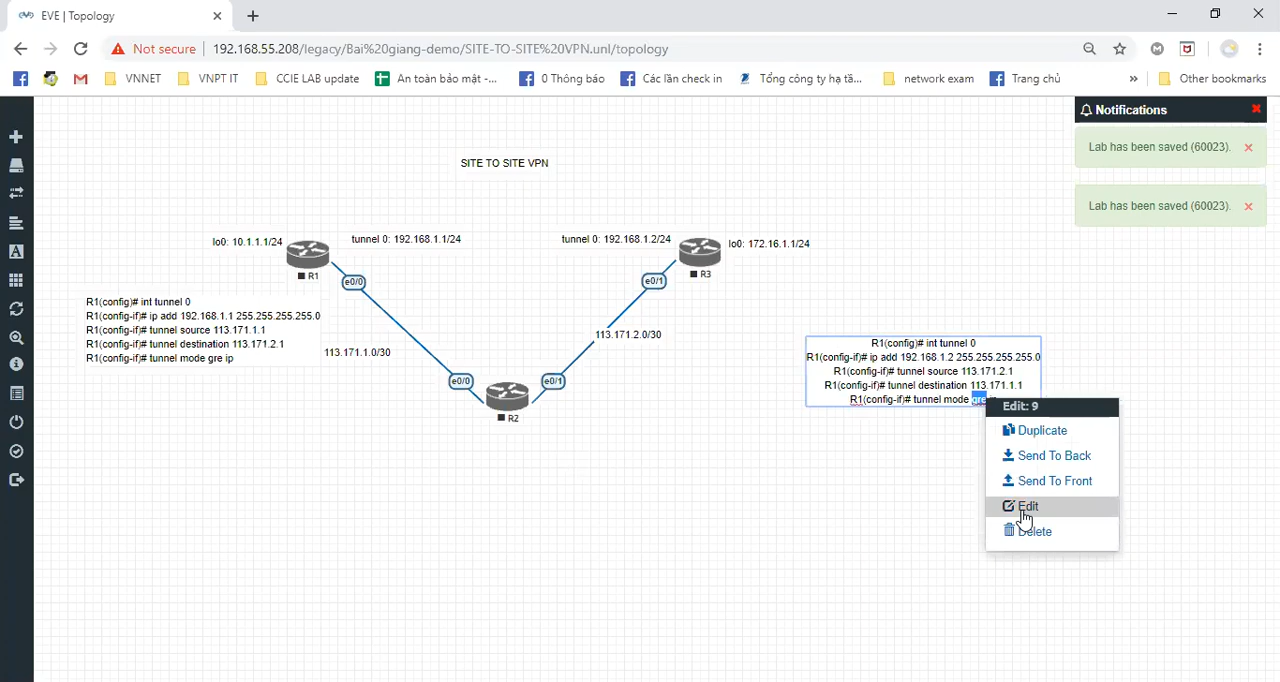 EVE | Topology
Not secure
192.168.55.208/legacy/Bai%20giang-demo/SITE-TO-SITE%20VPN.unl/topology
VNNET
VNPT IT
CCIE LAB update
An toàn bảo mật -...
0 Thông báo
Các lần check in
Tổng công ty hạ tầ...
network exam
Trang chủ
»
Other bookmarks
Notifications
Lab has been saved (60023).
Lab has been saved (60023).
SITE TO SITE VPN
lo0: 10.1.1.1/24
tunnel 0: 192.168.1.1/24
tunnel 0: 192.168.1.2/24
lo0: 172.16.1.1/24
R1
R3
e0/0
e0/1
R1(config)# int tunnel 0
R1(config-if)# ip add 192.168.1.1 255.255.255.255.0
R1(config-if)# tunnel source 113.171.1.1
R1(config-if)# tunnel destination 113.171.2.1
R1(config-if)# tunnel mode gre ip
113.171.1.0/30
113.171.2.0/30
e0/0
e0/1
R2
R1(config)# int tunnel 0
R1(config-if)# ip add 192.168.1.2 255.255.255.255.0
R1(config-if)# tunnel source 113.171.2.1
R1(config-if)# tunnel destination 113.171.1.1
R1(config-if)# tunnel mode gre
Edit: 9
Duplicate
Send To Back
Send To Front
Edit
Delete